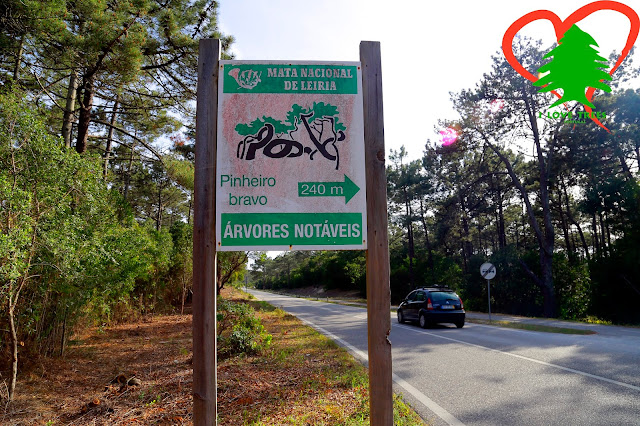 MATA NACIONAL
DE LEIRIA
Pinheiro
bravo
240 m
ÁRVORES NOTÁVEIS
I LOVE TREES